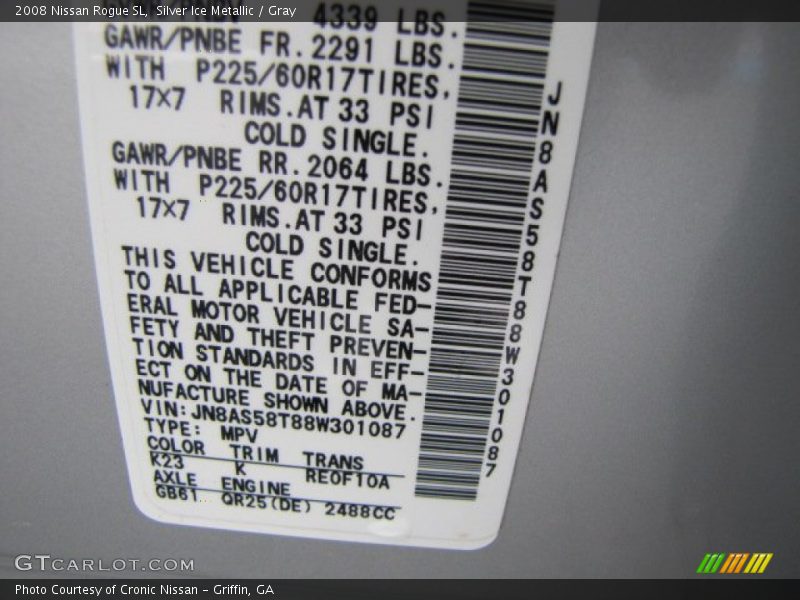 2008 Nissan Rogue SL,  Silver Ice Metallic / Gray
4339 LBS.
GAWR/PNBE FR. 2291 LBS.
WITH P225/60R17TIRES,
17X7 RIMS.AT 33 PSI
COLD SINGLE.
GAWR/PNBE RR. 2064 LBS.
WITH P225/60R17TIRES,
17X7 RIMS.AT 33 PSI
COLD SINGLE.
THIS VEHICLE CONFORMS
TO ALL APPLICABLE FED-
ERAL MOTOR VEHICLE SA-
FETY AND THEFT PREVEN-
TION STANDARDS IN EFF-
ECT ON THE DATE OF MA-
NUFACTURE SHOWN ABOVE.
VIN: JN8AS58T88W301087
TYPE: MPV
COLOR TRIM TRANS
K23 K RE0F10A
AXLE ENGINE
GB61 QR25(DE) 2488CC
JN8AS58T88W301087
GTCARLOT.COM
Photo Courtesy of Cronic Nissan - Griffin, GA